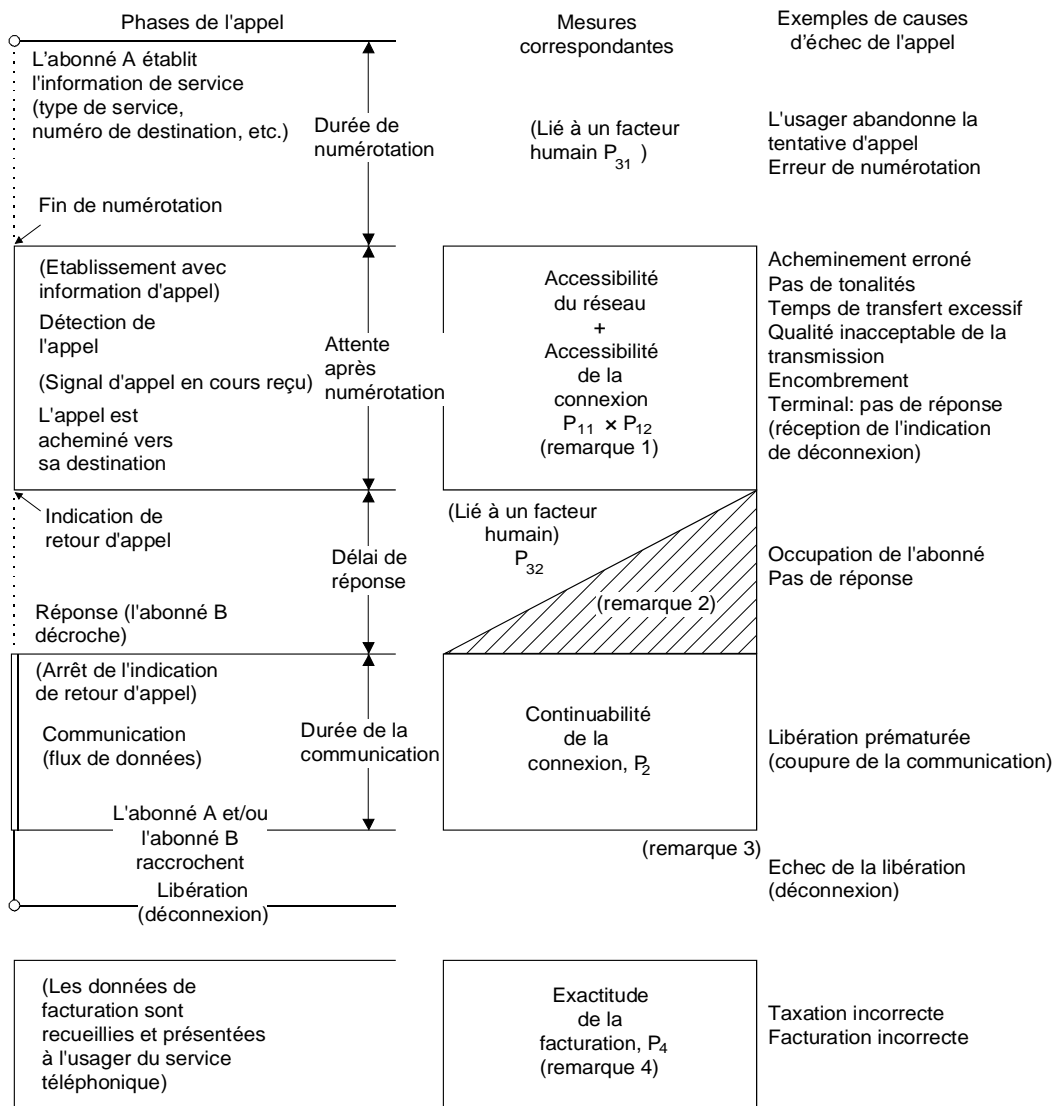 Phases de l'appel
Mesures
correspondantes
Exemples de causes
d'échec de l'appel
L'abonné A établit
l'information de service
(type de service,
numéro de destination, etc.)
Durée de
numérotation
(Lié à un facteur
humain P31 )
L'usager abandonne la
tentative d'appel
Erreur de numérotation
Fin de numérotation
(Etablissement avec
information d'appel)
Détection de
l'appel
(Signal d'appel en cours reçu)
L'appel est
acheminé vers
sa destination
Attente
après
numérotation
Accessibilité
du réseau
+
Accessibilité
de la
connexion
P11 × P12
(remarque 1)
Acheminement erroné
Pas de tonalités
Temps de transfert excessif
Qualité inacceptable de la
transmission
Encombrement
Terminal: pas de réponse
(réception de l'indication
de déconnexion)
Indication de
retour d'appel
Réponse (l'abonné B
décroche)
Délai de
réponse
(Lié à un facteur
humain)
P32
(remarque 2)
Occupation de l'abonné
Pas de réponse
(Arrêt de l'indication
de retour d'appel)
Communication
(flux de données)
Durée de la
communication
Continuabilité
de la
connexion, P2
Libération prématurée
(coupure de la communication)
L'abonné A et/ou
l'abonné B
raccrochent
Libération
(déconnexion)
(remarque 3)
Echec de la libération
(déconnexion)
(Les données de
facturation sont
recueillies et présentées
à l'usager du service
téléphonique)
Exactitude
de la
facturation, P4
(remarque 4)
Taxation incorrecte
Facturation incorrecte